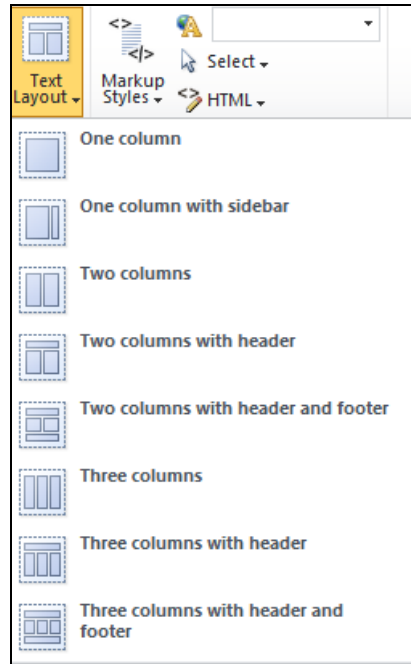 Text
Layout
Markup
Styles
Select
HTML
One column
One column with sidebar
Two columns
Two columns with header
Two columns with header and footer
Three columns
Three columns with header
Three columns with header and
footer